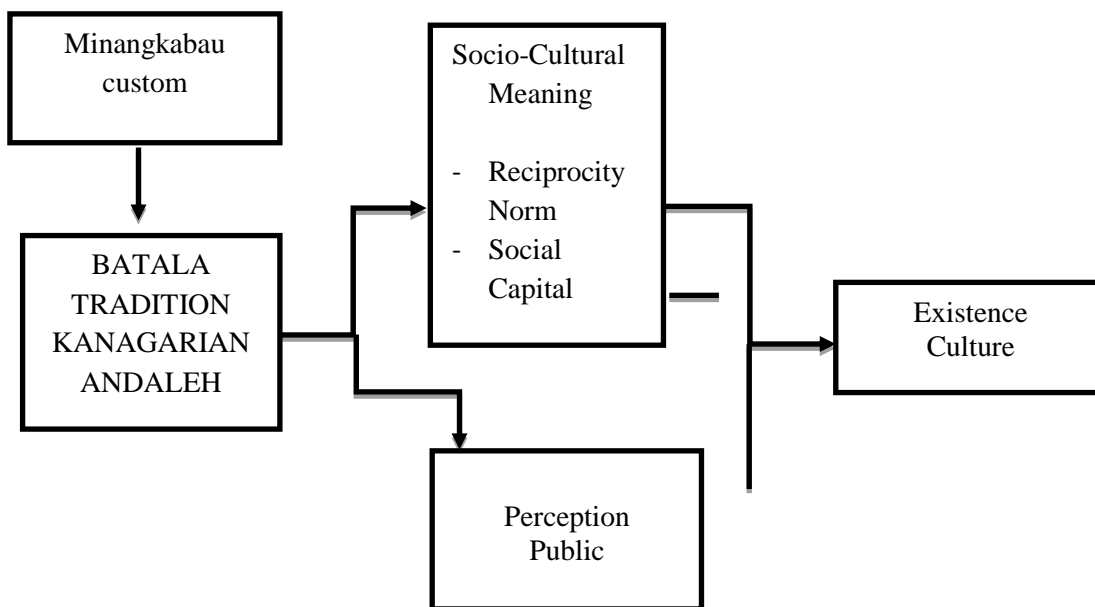 Minangkabau
custom
BATALA
TRADITION
KANAGARIAN
ANDALEH
Socio-Cultural
Meaning
- Reciprocity
Norm
- Social
Capital
Perception
Public
Existence
Culture